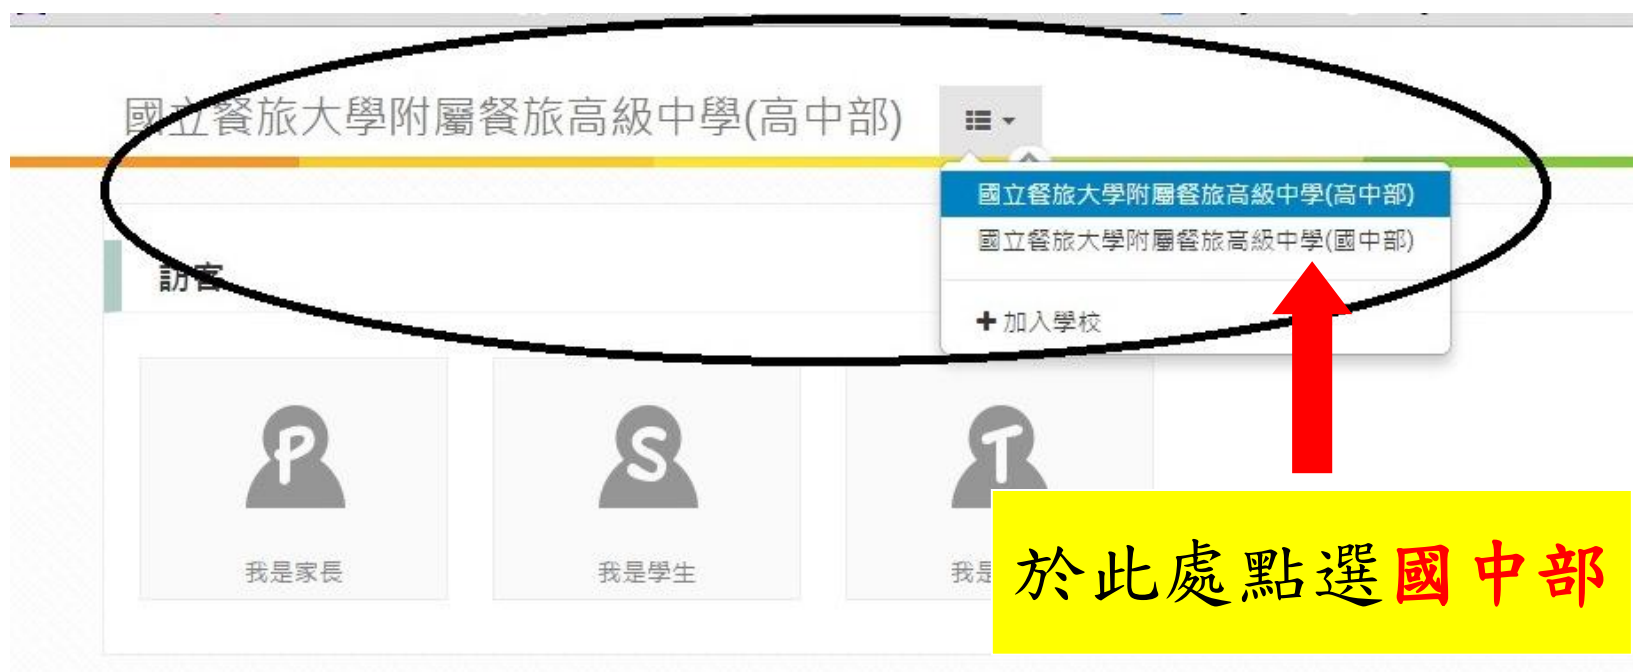 國立餐旅大學附屬餐旅高級中學(高中部)
國立餐旅大學附屬餐旅高級中學(高中部)
國立餐旅大學附屬餐旅高級中學(國中部)
加入學校
訪客
P
S
T
我是家長
我是學生
我是
於此處點選國中部